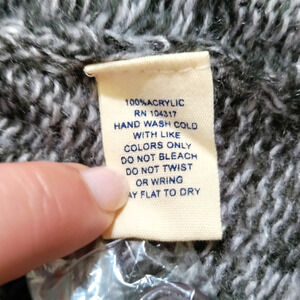 100%ACRYLIC
RN 104317
HAND WASH COLD
WITH LIKE
COLORS ONLY
DO NOT BLEACH
DO NOT TWIST
OR WRING
AY FLAT TO DRY